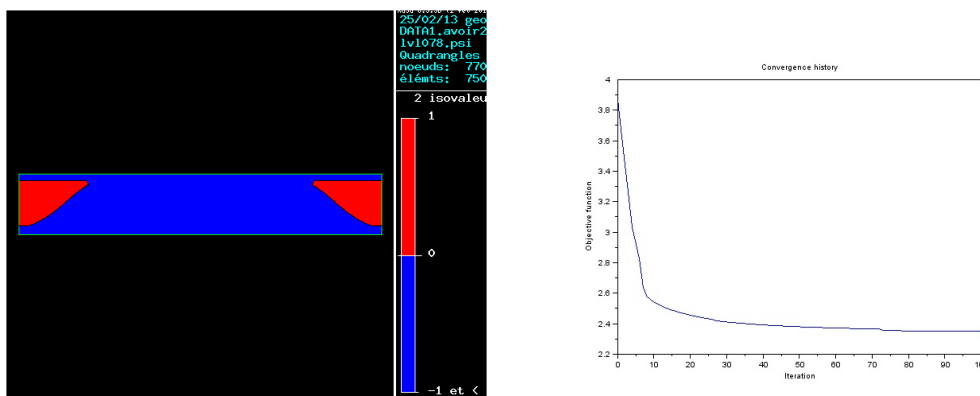 25/02/13 geo
DATA1.avoir2
lvl078.psi
Quadrangles
noeuds: 770
élémts: 750
2 isovaleu
1
0
-1 et <
Convergence history
4
3.8
3.6
3.4
3.2
3
2.8
2.6
2.4
2.2
0
10
20
30
40
50
60
70
80
90
100
Objective function
Iteration